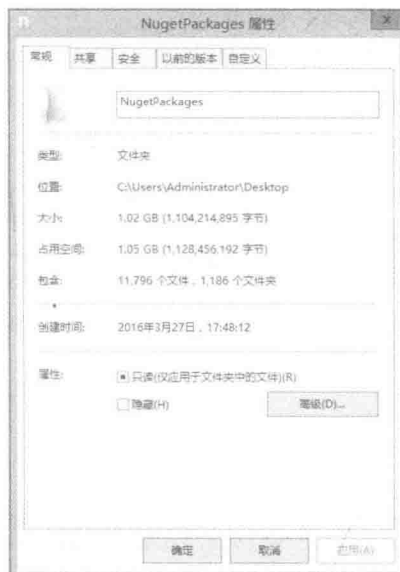 NugetPackages 属性
x
常规 共享 安全 以前的版本 自定义
NugetPackages
类型: 文件夹
位置: C:\Users\Administrator\Desktop
大小: 1.02 GB (1,104,214,895 字节)
占用空间: 1.05 GB (1,128,456,192 字节)
包含: 11,796 个文件，1,186 个文件夹
创建时间: 2016年3月27日，17:48:12
属性: 只读(仅应用于文件夹中的文件)(R)
隐藏(H) 高级(D)...
确定 取消 应用(A)